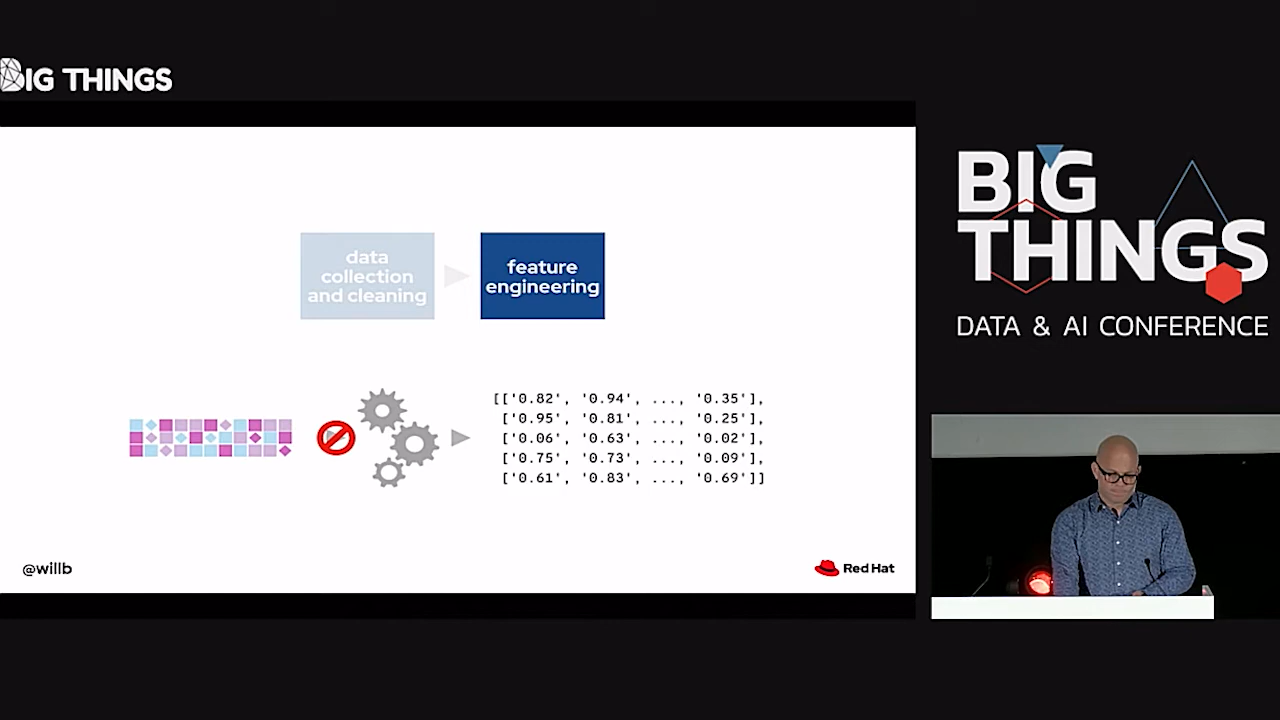 BIG THINGS
data
collection
and cleaning
feature
engineering
[['0.82', '0.94', ..., '0.35'],
['0.95', '0.81', ..., '0.25'],
['0.06', '0.63', ..., '0.02'],
['0.75', '0.73', ..., '0.09'],
['0.61', '0.83', ..., '0.69']]
@willb
Red Hat
BIG
THINGS
DATA & AI CONFERENCE